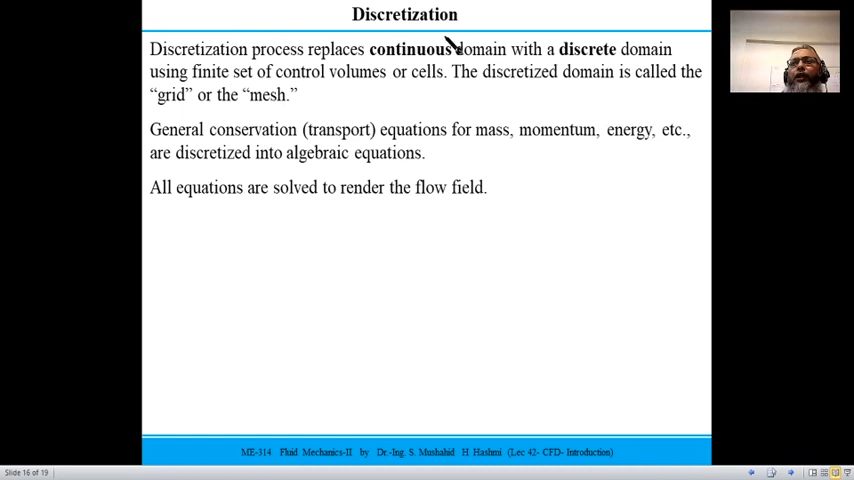 Discretization
Discretization process replaces continuous domain with a discrete domain
using finite set of control volumes or cells. The discretized domain is called the
“grid” or the “mesh.”
General conservation (transport) equations for mass, momentum, energy, etc.,
are discretized into algebraic equations.
All equations are solved to render the flow field.
ME-314 Fluid Mechanics-II by Dr.-Ing. S. Mushahid H. Hashmi (Lec 42- CFD- Introduction)
Slide 16 of 19